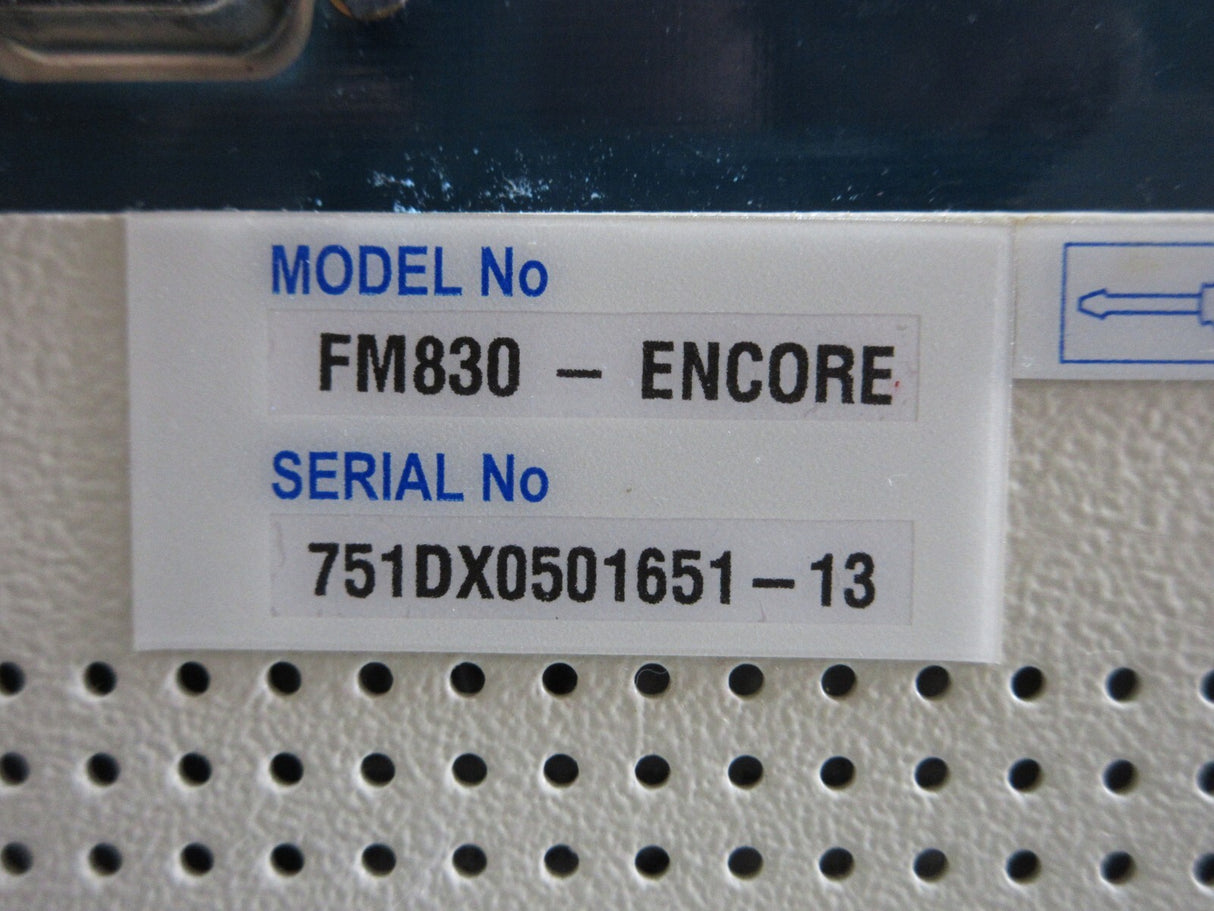 MODEL No
FM830 – ENCORE
SERIAL No
751DX0501651–13